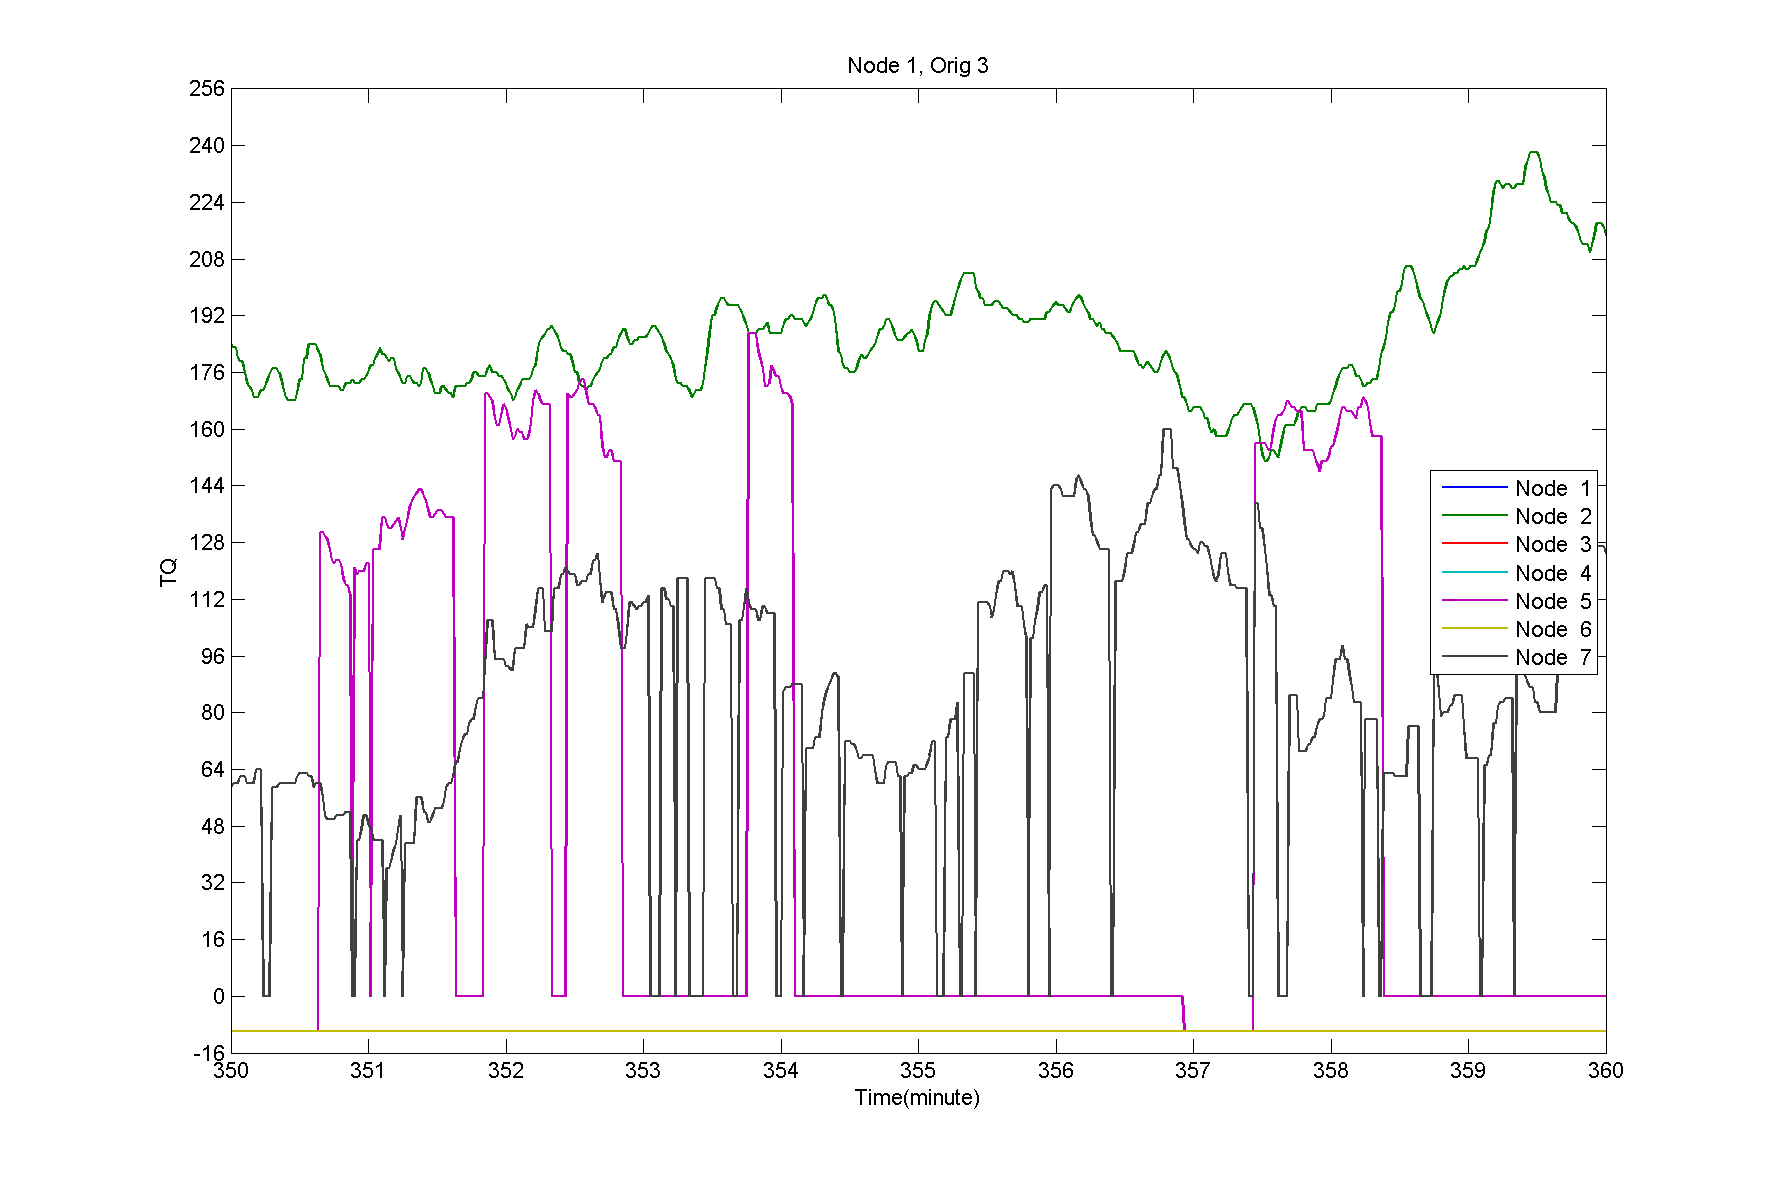 Node 1, Orig 3
256
240
224
208
192
176
160
144
128
112
96
80
64
48
32
16
0
-16
TQ
Node 1
Node 2
Node 3
Node 4
Node 5
Node 6
Node 7
350 351 352 353 354 355 356 357 358 359 360
Time(minute)